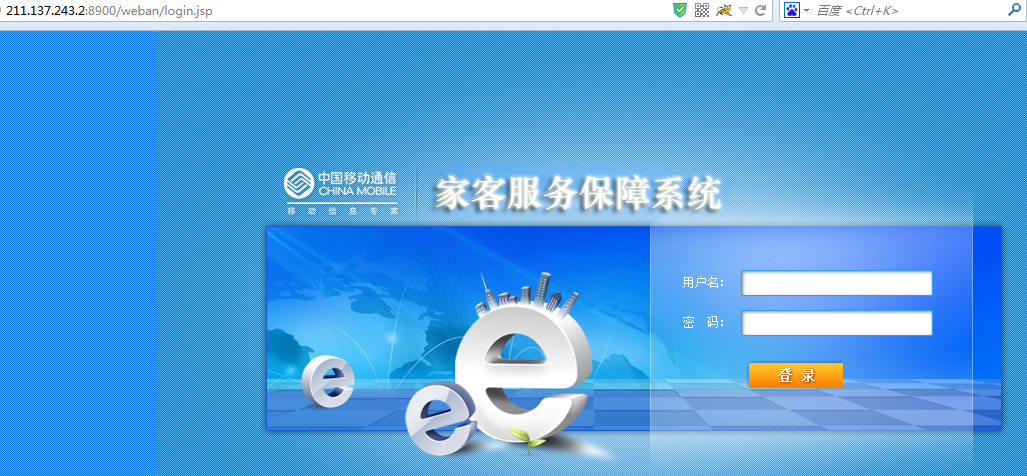 211.137.243.2:8900/weban/login.jsp
百度 <Ctrl+K>
中国移动通信
CHINA MOBILE
移动信息专家
家客服务保障系统
用户名：
密 码：
登 录